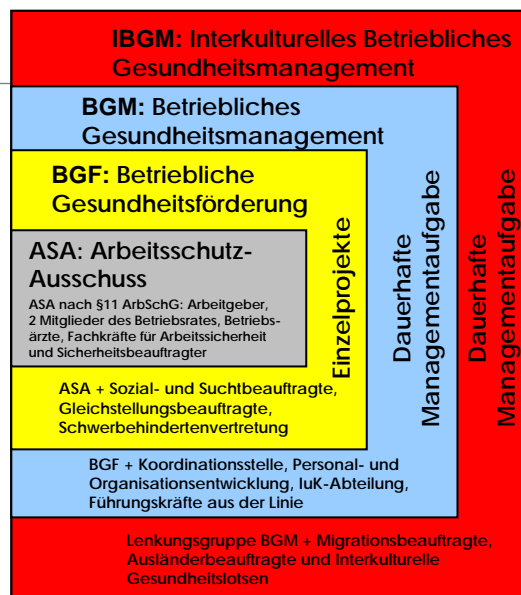 IBGM: Interkulturelles Betriebliches
Gesundheitsmanagement
BGM: Betriebliches
Gesundheitsmanagement
BGF: Betriebliche
Gesundheitsförderung
ASA: Arbeitsschutz-
Ausschuss
ASA nach §11 ArbSchG: Arbeitgeber,
2 Mitglieder des Betriebsrates, Betriebs-
ärzte, Fachkräfte für Arbeitssicherheit
und Sicherheitsbeauftragter
Einzelprojekte
Dauerhafte
Managementaufgabe
Dauerhafte
Managementaufgabe
ASA + Sozial- und Suchtbeauftragte,
Gleichstellungsbeauftragte,
Schwerbehindertenvertretung
BGF + Koordinationsstelle, Personal- und
Organisationsentwicklung, IuK-Abteilung,
Führungskräfte aus der Linie
Lenkungsgruppe BGM + Migrationsbeauftragte,
Ausländerbeauftragte und Interkulturelle
Gesundheitslotsen